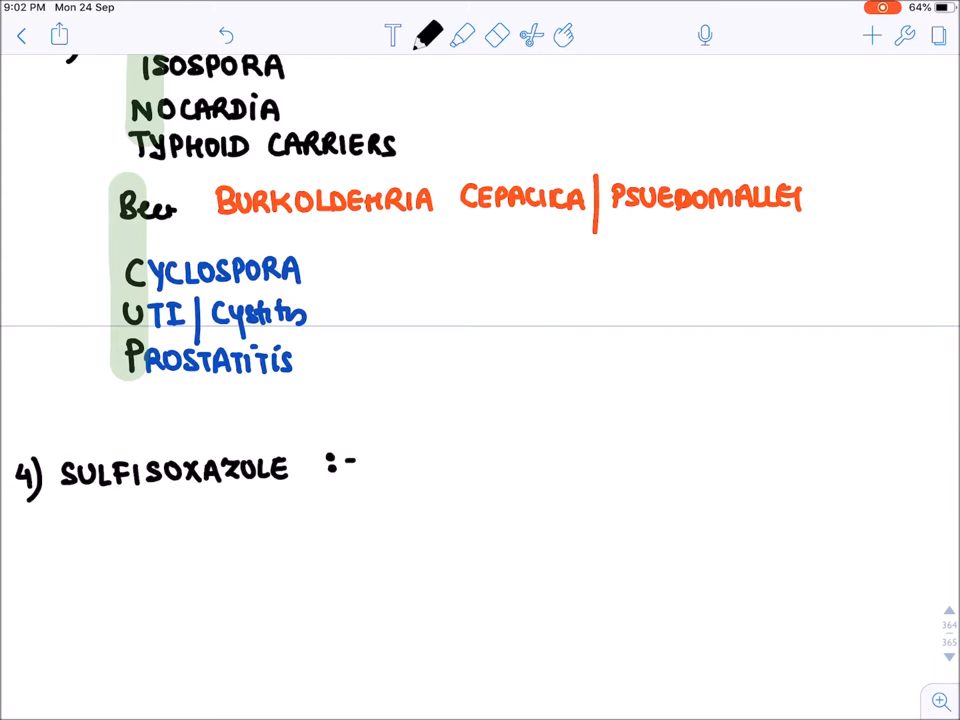 9:02 PM Mon 24 Sep 64%
T
ISOSPORA
NOCARDIA
TYPHOID CARRIERS
Beer BURKOLDEHRIA CEPACICA | PSUEDOMALLEI
CYCLOSPORA
UTI | Cystitis
PROSTATITIS
4) SULFISOXAZOLE :-
364
365